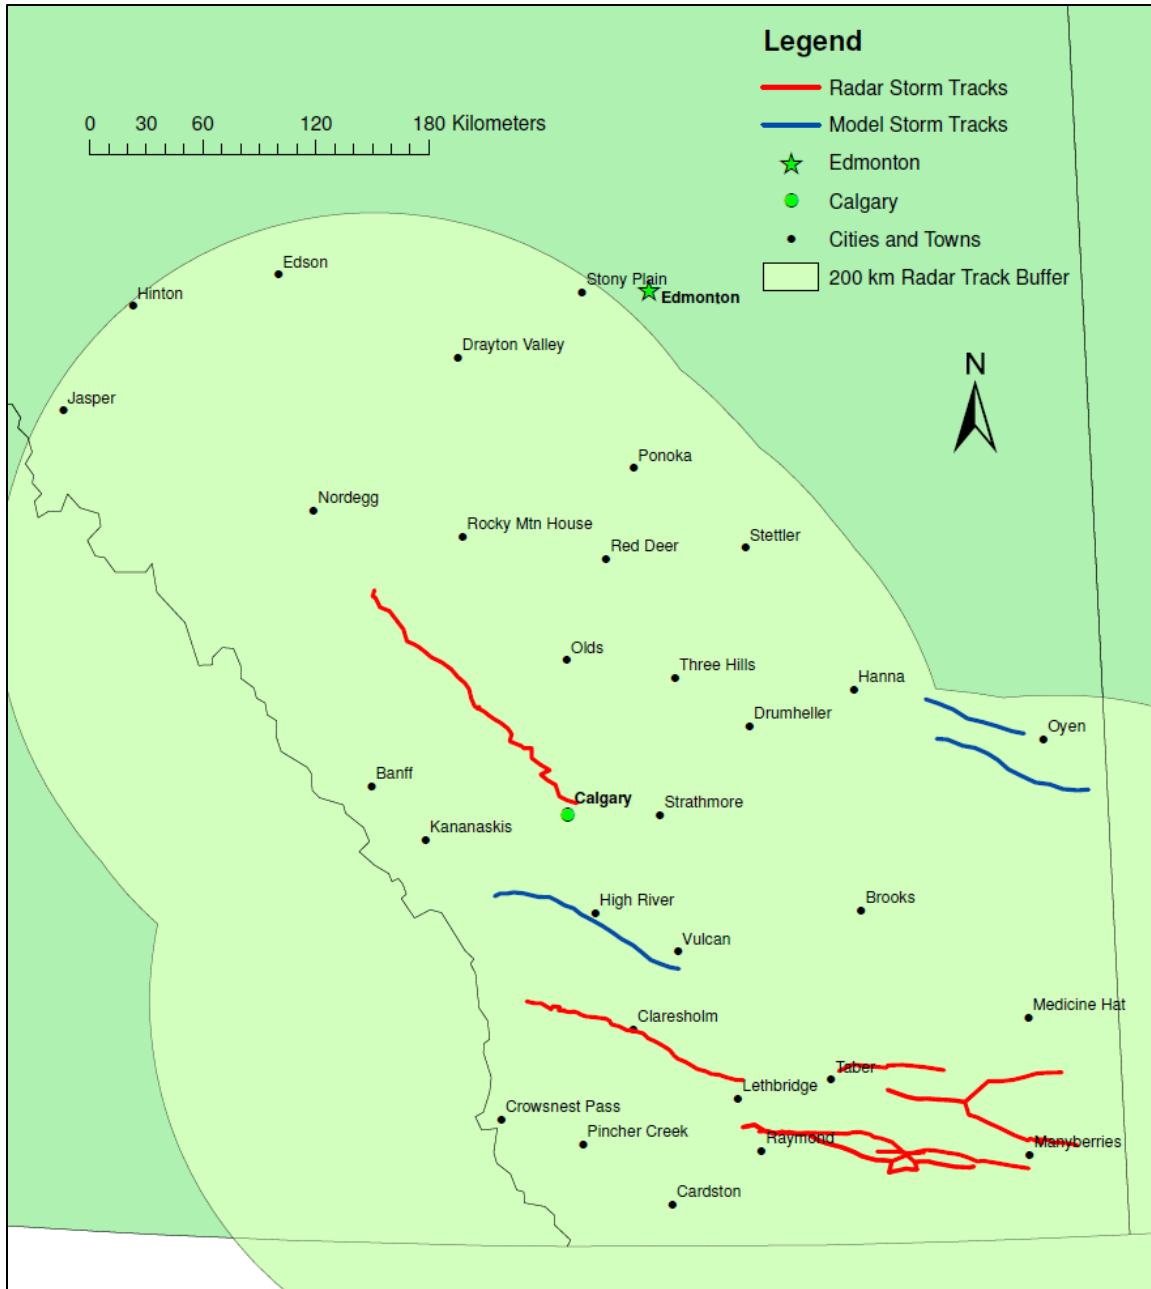 Legend
Radar Storm Tracks
0 30 60 120 180 Kilometers
Model Storm Tracks
Edmonton
Calgary
Cities and Towns
200 km Radar Track Buffer
Edson
Stony Plain
Hinton
Edmonton
Drayton Valley
N
Jasper
Ponoka
Nordegg
Rocky Mtn House
Stettler
Red Deer
Olds
Three Hills
Hanna
Drumheller
Oyen
Banff
Calgary
Strathmore
Kananaskis
High River
Brooks
Vulcan
Medicine Hat
Claresholm
Taber
Lethbridge
Crowsnest Pass
Pincher Creek
Raymond
Manyberries
Cardston